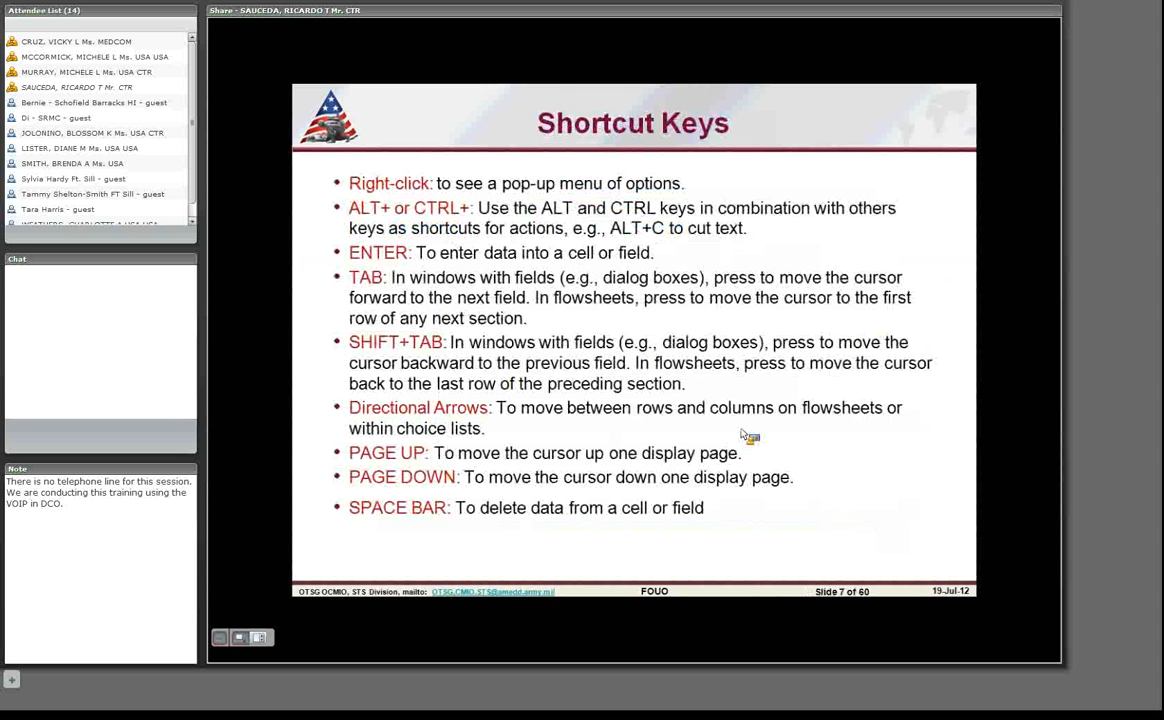 Attendee List (14)
CRUZ, VICKY L Ms. MEDCOM
MCCORMICK, MICHELE L Ms. USA USA
MURRAY, MICHELE L Ms. USA CTR
SAUCEDA, RICARDO T Mr. CTR
Bernie - Schofield Barracks HI - guest
Di - SRMC - guest
JOLONINO, BLOSSOM K Ms. USA CTR
LISTER, DIANE M Ms. USA USA
SMITH, BRENDA A Ms. USA
Sylvia Hardy Ft. Sill - guest
Tammy Shelton-Smith FT Sill - guest
Tara Harris - guest
Chat
Note
There is no telephone line for this session.
We are conducting this training using the
VOIP in DCO.
Share - SAUCEDA, RICARDO T Mr. CTR
Shortcut Keys
• Right-click: to see a pop-up menu of options.
• ALT+ or CTRL+: Use the ALT and CTRL keys in combination with others
keys as shortcuts for actions, e.g., ALT+C to cut text.
• ENTER: To enter data into a cell or field.
• TAB: In windows with fields (e.g., dialog boxes), press to move the cursor
forward to the next field. In flowsheets, press to move the cursor to the first
row of any next section.
• SHIFT+TAB: In windows with fields (e.g., dialog boxes), press to move the
cursor backward to the previous field. In flowsheets, press to move the cursor
back to the last row of the preceding section.
• Directional Arrows: To move between rows and columns on flowsheets or
within choice lists.
• PAGE UP: To move the cursor up one display page.
• PAGE DOWN: To move the cursor down one display page.
• SPACE BAR: To delete data from a cell or field
OTSG OCMIO, STS Division, mailto: OTSG.CMIO.STS@amedd.army.mil FOUO Slide 7 of 60 19-Jul-12